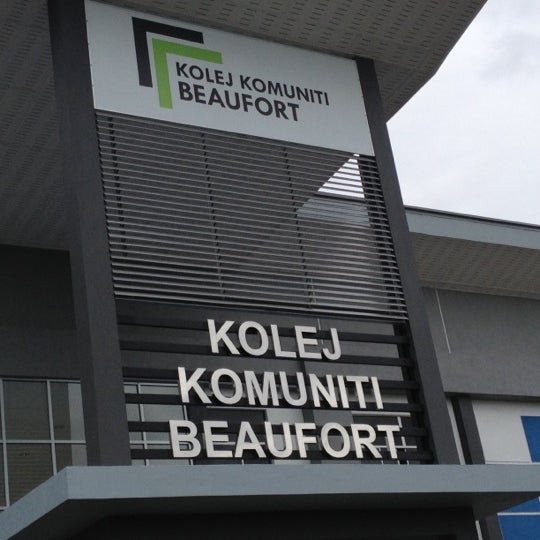 KOLEJ KOMUNITI
BEAUFORT
KOLEJ
KOMUNITI
BEAUFORT